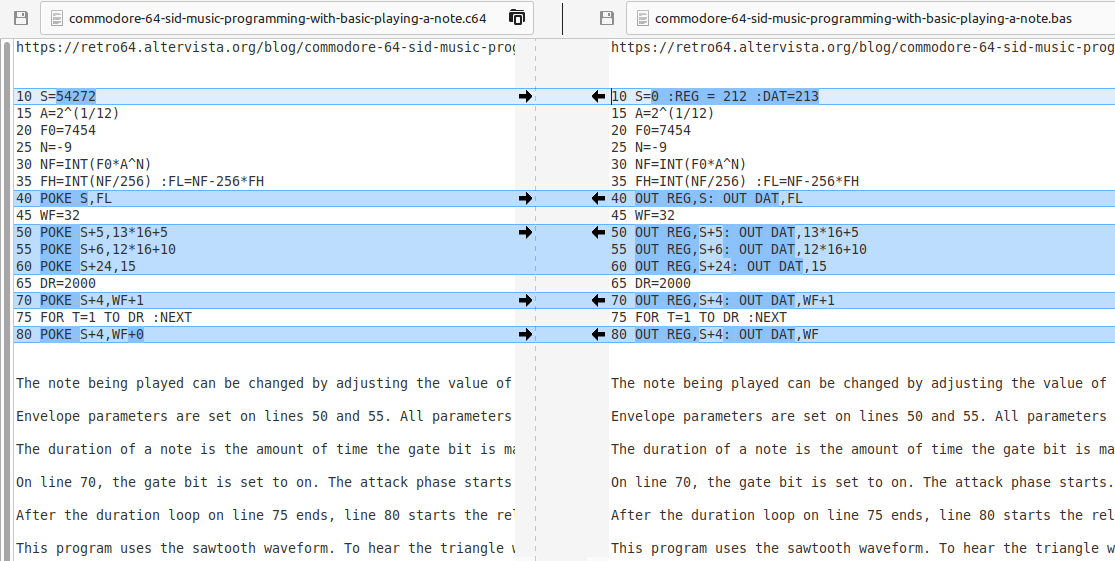 commodore-64-sid-music-programming-with-basic-playing-a-note.c64
https://retro64.altervista.org/blog/commodore-64-sid-music-prog
10 S=54272
15 A=2^(1/12)
20 F0=7454
25 N=-9
30 NF=INT(F0*A^N)
35 FH=INT(NF/256) :FL=NF-256*FH
40 POKE S,FL
45 WF=32
50 POKE S+5,13*16+5
55 POKE S+6,12*16+10
60 POKE S+24,15
65 DR=2000
70 POKE S+4,WF+1
75 FOR T=1 TO DR :NEXT
80 POKE S+4,WF+0
The note being played can be changed by adjusting the value of
Envelope parameters are set on lines 50 and 55. All parameters
The duration of a note is the amount of time the gate bit is ma
On line 70, the gate bit is set to on. The attack phase starts
After the duration loop on line 75 ends, line 80 starts the rel
This program uses the sawtooth waveform. To hear the triangle w
commodore-64-sid-music-programming-with-basic-playing-a-note.bas
https://retro64.altervista.org/blog/commodore-64-sid-music-prog
10 S=0 :REG = 212 :DAT=213
15 A=2^(1/12)
20 F0=7454
25 N=-9
30 NF=INT(F0*A^N)
35 FH=INT(NF/256) :FL=NF-256*FH
40 OUT REG,S: OUT DAT,FL
45 WF=32
50 OUT REG,S+5: OUT DAT,13*16+5
55 OUT REG,S+6: OUT DAT,12*16+10
60 OUT REG,S+24: OUT DAT,15
65 DR=2000
70 OUT REG,S+4: OUT DAT,WF+1
75 FOR T=1 TO DR :NEXT
80 OUT REG,S+4: OUT DAT,WF
The note being played can be changed by adjusting the value of
Envelope parameters are set on lines 50 and 55. All parameters
The duration of a note is the amount of time the gate bit is ma
On line 70, the gate bit is set to on. The attack phase starts.
After the duration loop on line 75 ends, line 80 starts the rel
This program uses the sawtooth waveform. To hear the triangle w